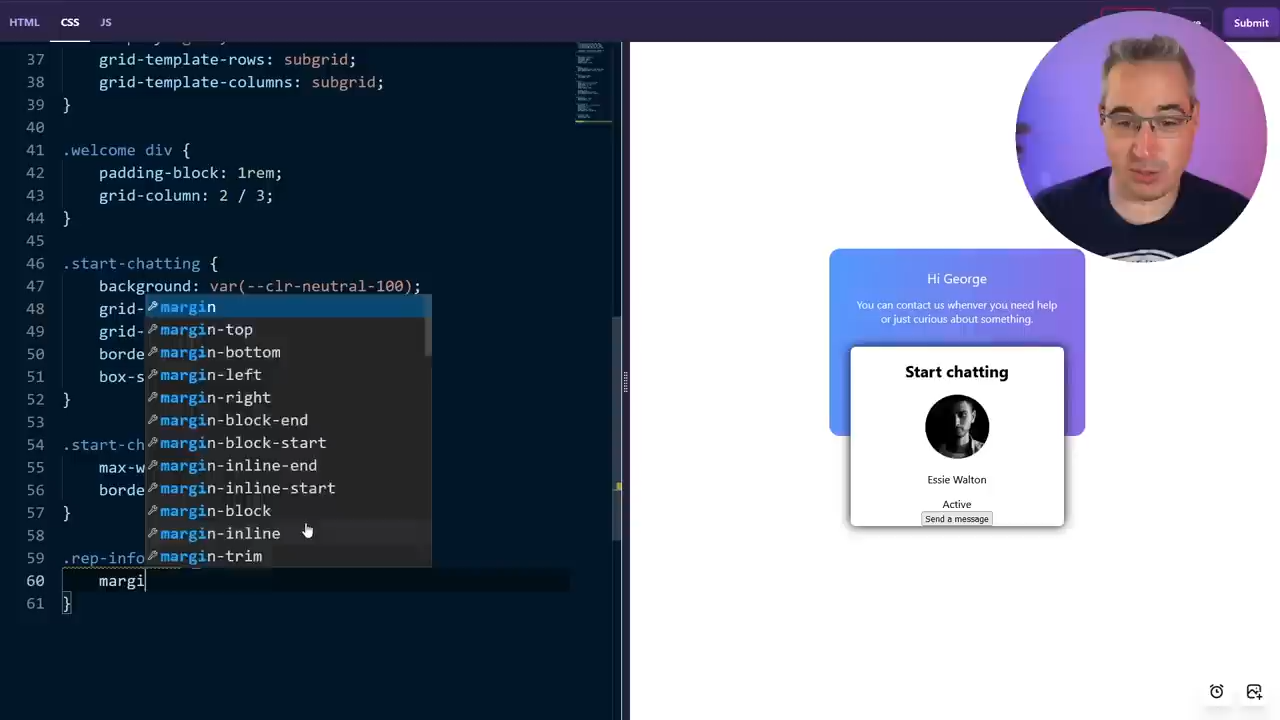 HTML CSS JS
Submit
37 grid-template-rows: subgrid;
38 grid-template-columns: subgrid;
39 }
40
41 .welcome div {
42 padding-block: 1rem;
43 grid-column: 2 / 3;
44 }
45
46 .start-chatting {
47 background: var(--clr-neutral-100);
48 grid-
49 grid-
50 borde
51 box-s
52 }
53
54 .start-ch
55 max-w
56 borde
57 }
58
59 .rep-info
60 margi
61 }
margin
margin-top
margin-bottom
margin-left
margin-right
margin-block-end
margin-block-start
margin-inline-end
margin-inline-start
margin-block
margin-inline
margin-trim
Hi George
You can contact us whenver you need help
or just curious about something.
Start chatting
Essie Walton
Active
Send a message